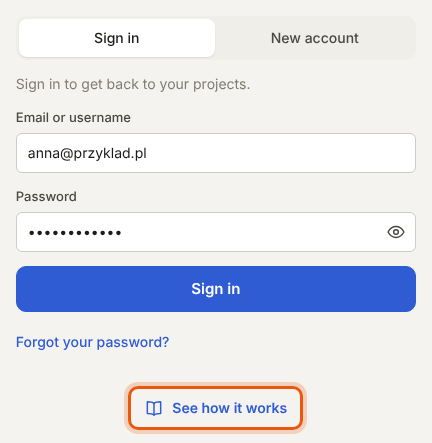 Sign in
New account
Sign in to get back to your projects.
Email or username
anna@przyklad.pl
Password
••••••••••••
Sign in
Forgot your password?
See how it works